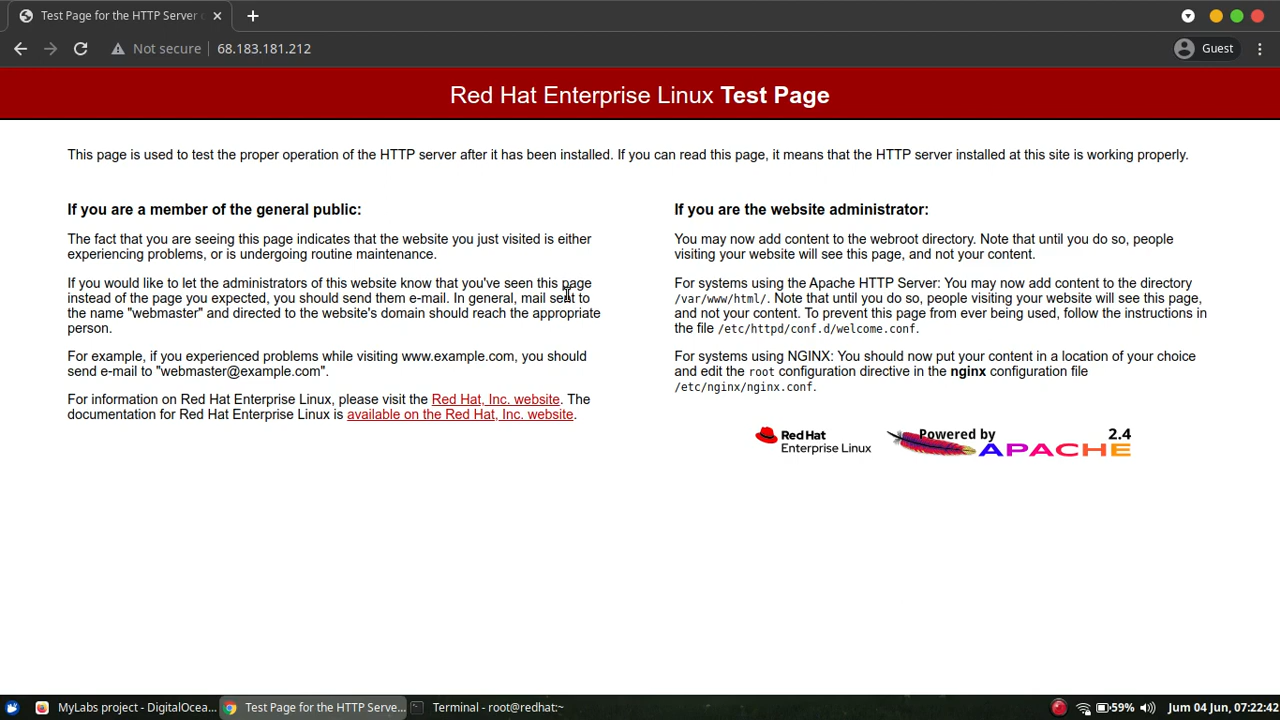 Test Page for the HTTP Server
Not secure
68.183.181.212
Guest
Red Hat Enterprise Linux Test Page
This page is used to test the proper operation of the HTTP server after it has been installed. If you can read this page, it means that the HTTP server installed at this site is working properly.
If you are a member of the general public:
The fact that you are seeing this page indicates that the website you just visited is either
experiencing problems, or is undergoing routine maintenance.
If you would like to let the administrators of this website know that you've seen this page
instead of the page you expected, you should send them e-mail. In general, mail sent to
the name "webmaster" and directed to the website's domain should reach the appropriate
person.
For example, if you experienced problems while visiting www.example.com, you should
send e-mail to "webmaster@example.com".
For information on Red Hat Enterprise Linux, please visit the Red Hat, Inc. website. The
documentation for Red Hat Enterprise Linux is available on the Red Hat, Inc. website.
If you are the website administrator:
You may now add content to the webroot directory. Note that until you do so, people
visiting your website will see this page, and not your content.
For systems using the Apache HTTP Server: You may now add content to the directory
/var/www/html/. Note that until you do so, people visiting your website will see this page,
and not your content. To prevent this page from ever being used, follow the instructions in
the file /etc/httpd/conf.d/welcome.conf.
For systems using NGINX: You should now put your content in a location of your choice
and edit the root configuration directive in the nginx configuration file
/etc/nginx/nginx.conf.
Red Hat
Enterprise Linux
Powered by 2.4
APACHE
MyLabs project - DigitalOcea...
Test Page for the HTTP Serve...
Terminal - root@redhat:~
59%
Jum 04 Jun, 07:22:42